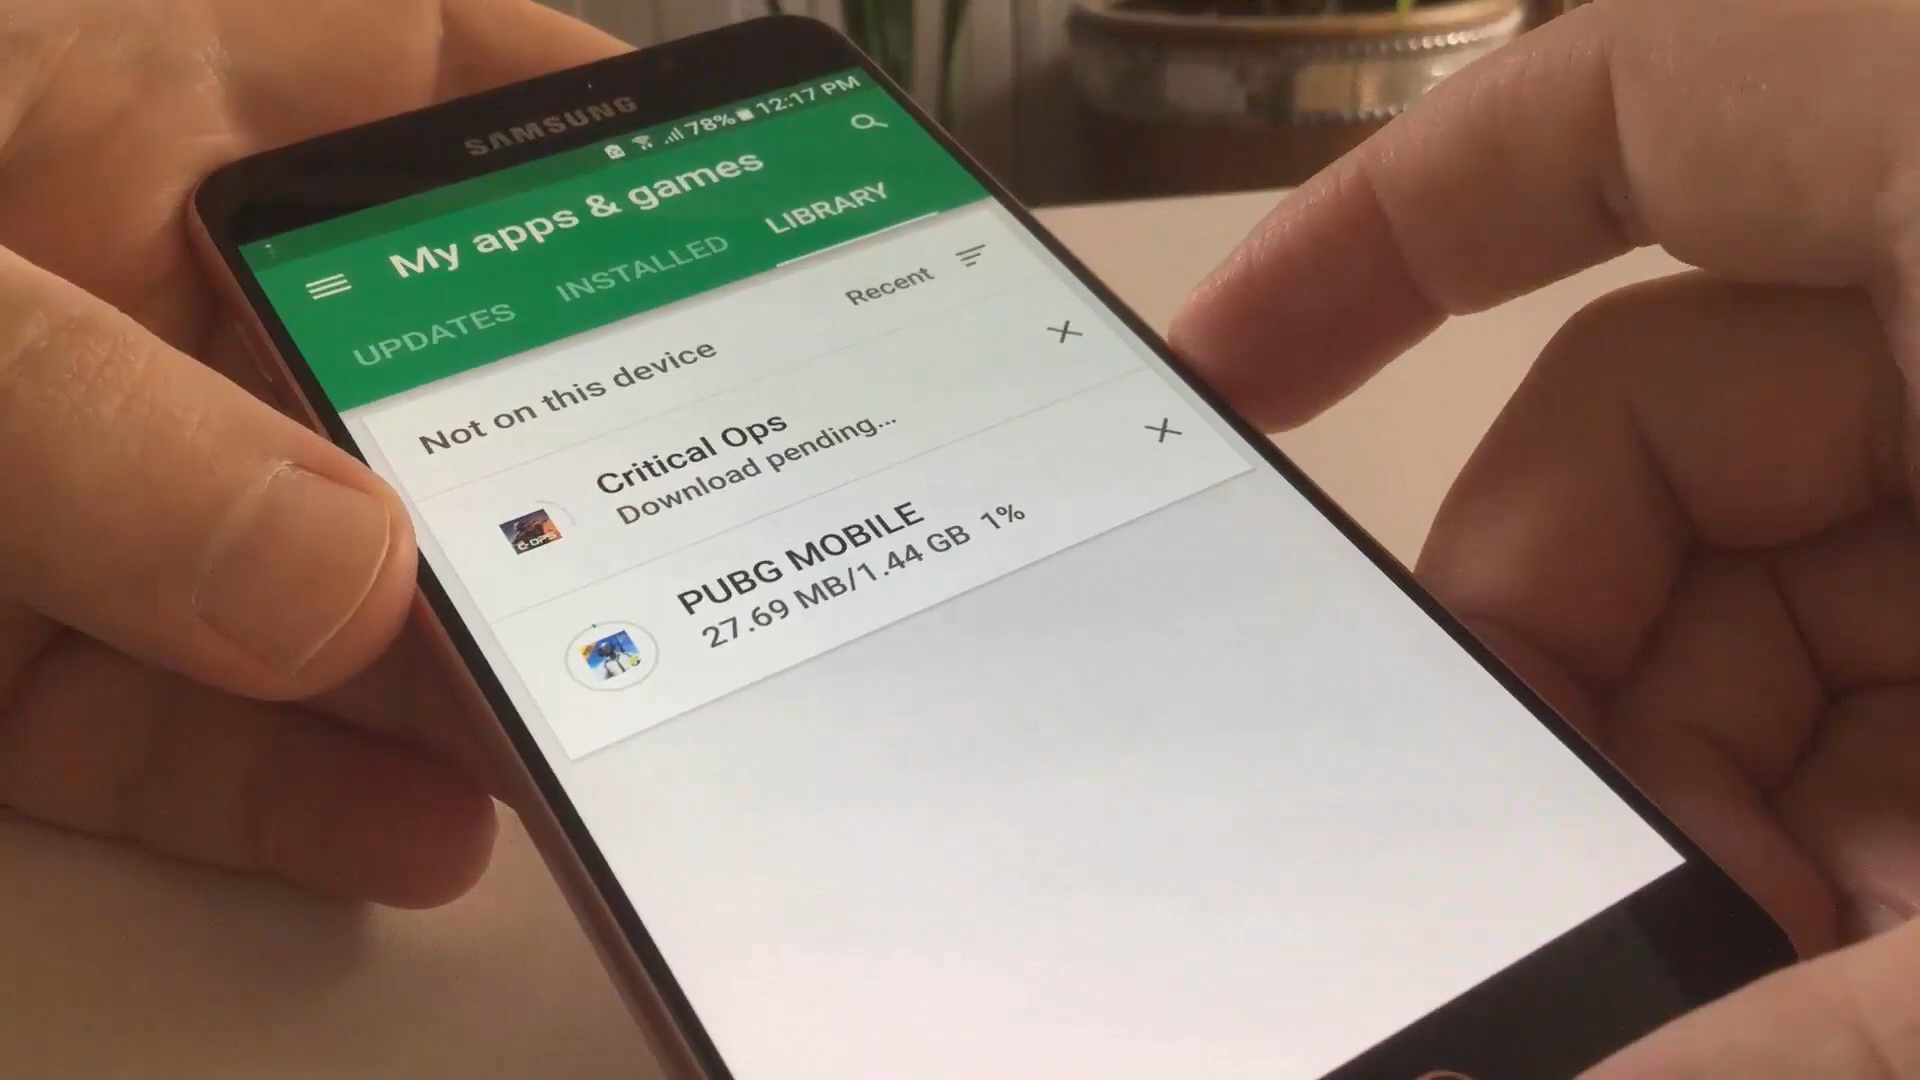 SAMSUNG
78% 12:17 PM
My apps & games
UPDATES INSTALLED LIBRARY
Not on this device Recent
Critical Ops
Download pending...
C-OPS
PUBG MOBILE
27.69 MB/1.44 GB 1%